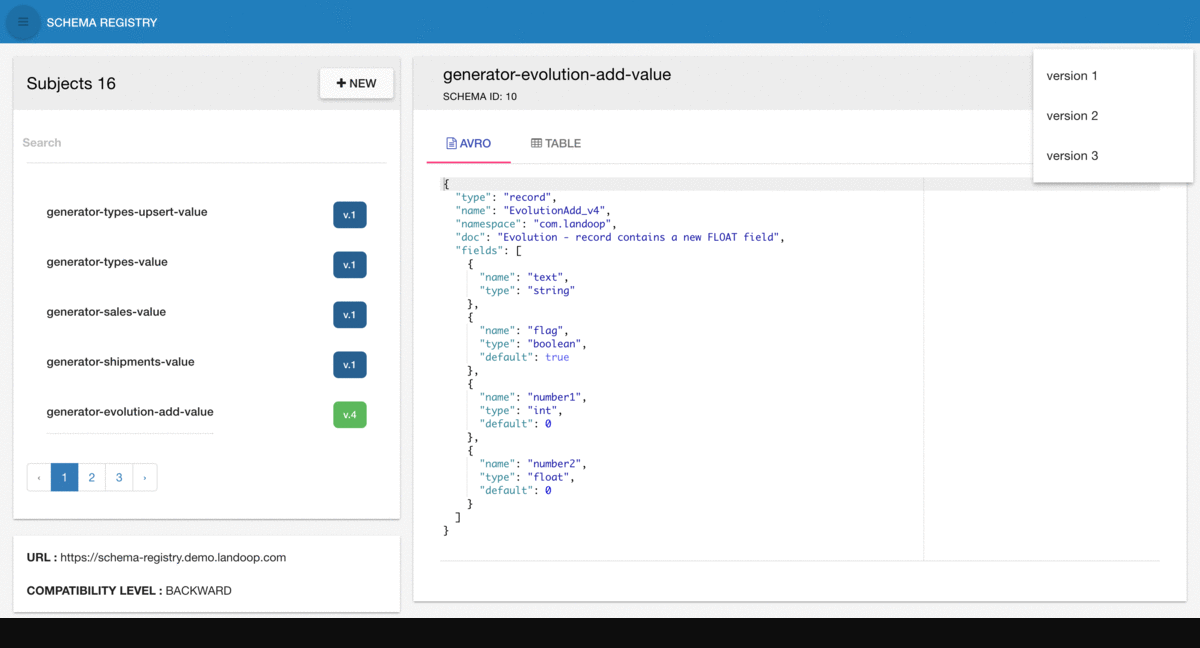 SCHEMA REGISTRY
Subjects 16
+ NEW
Search
generator-types-upsert-value
v.1
generator-types-value
v.1
generator-sales-value
v.1
generator-shipments-value
v.1
generator-evolution-add-value
v.4
‹ 1 2 3 ›
URL : https://schema-registry.demo.landoop.com
COMPATIBILITY LEVEL : BACKWARD
generator-evolution-add-value
SCHEMA ID: 10
version 1
version 2
version 3
AVRO TABLE
{
  "type": "record",
  "name": "EvolutionAdd_v4",
  "namespace": "com.landoop",
  "doc": "Evolution - record contains a new FLOAT field",
  "fields": [
    {
      "name": "text",
      "type": "string"
    },
    {
      "name": "flag",
      "type": "boolean",
      "default": true
    },
    {
      "name": "number1",
      "type": "int",
      "default": 0
    },
    {
      "name": "number2",
      "type": "float",
      "default": 0
    }
  ]
}